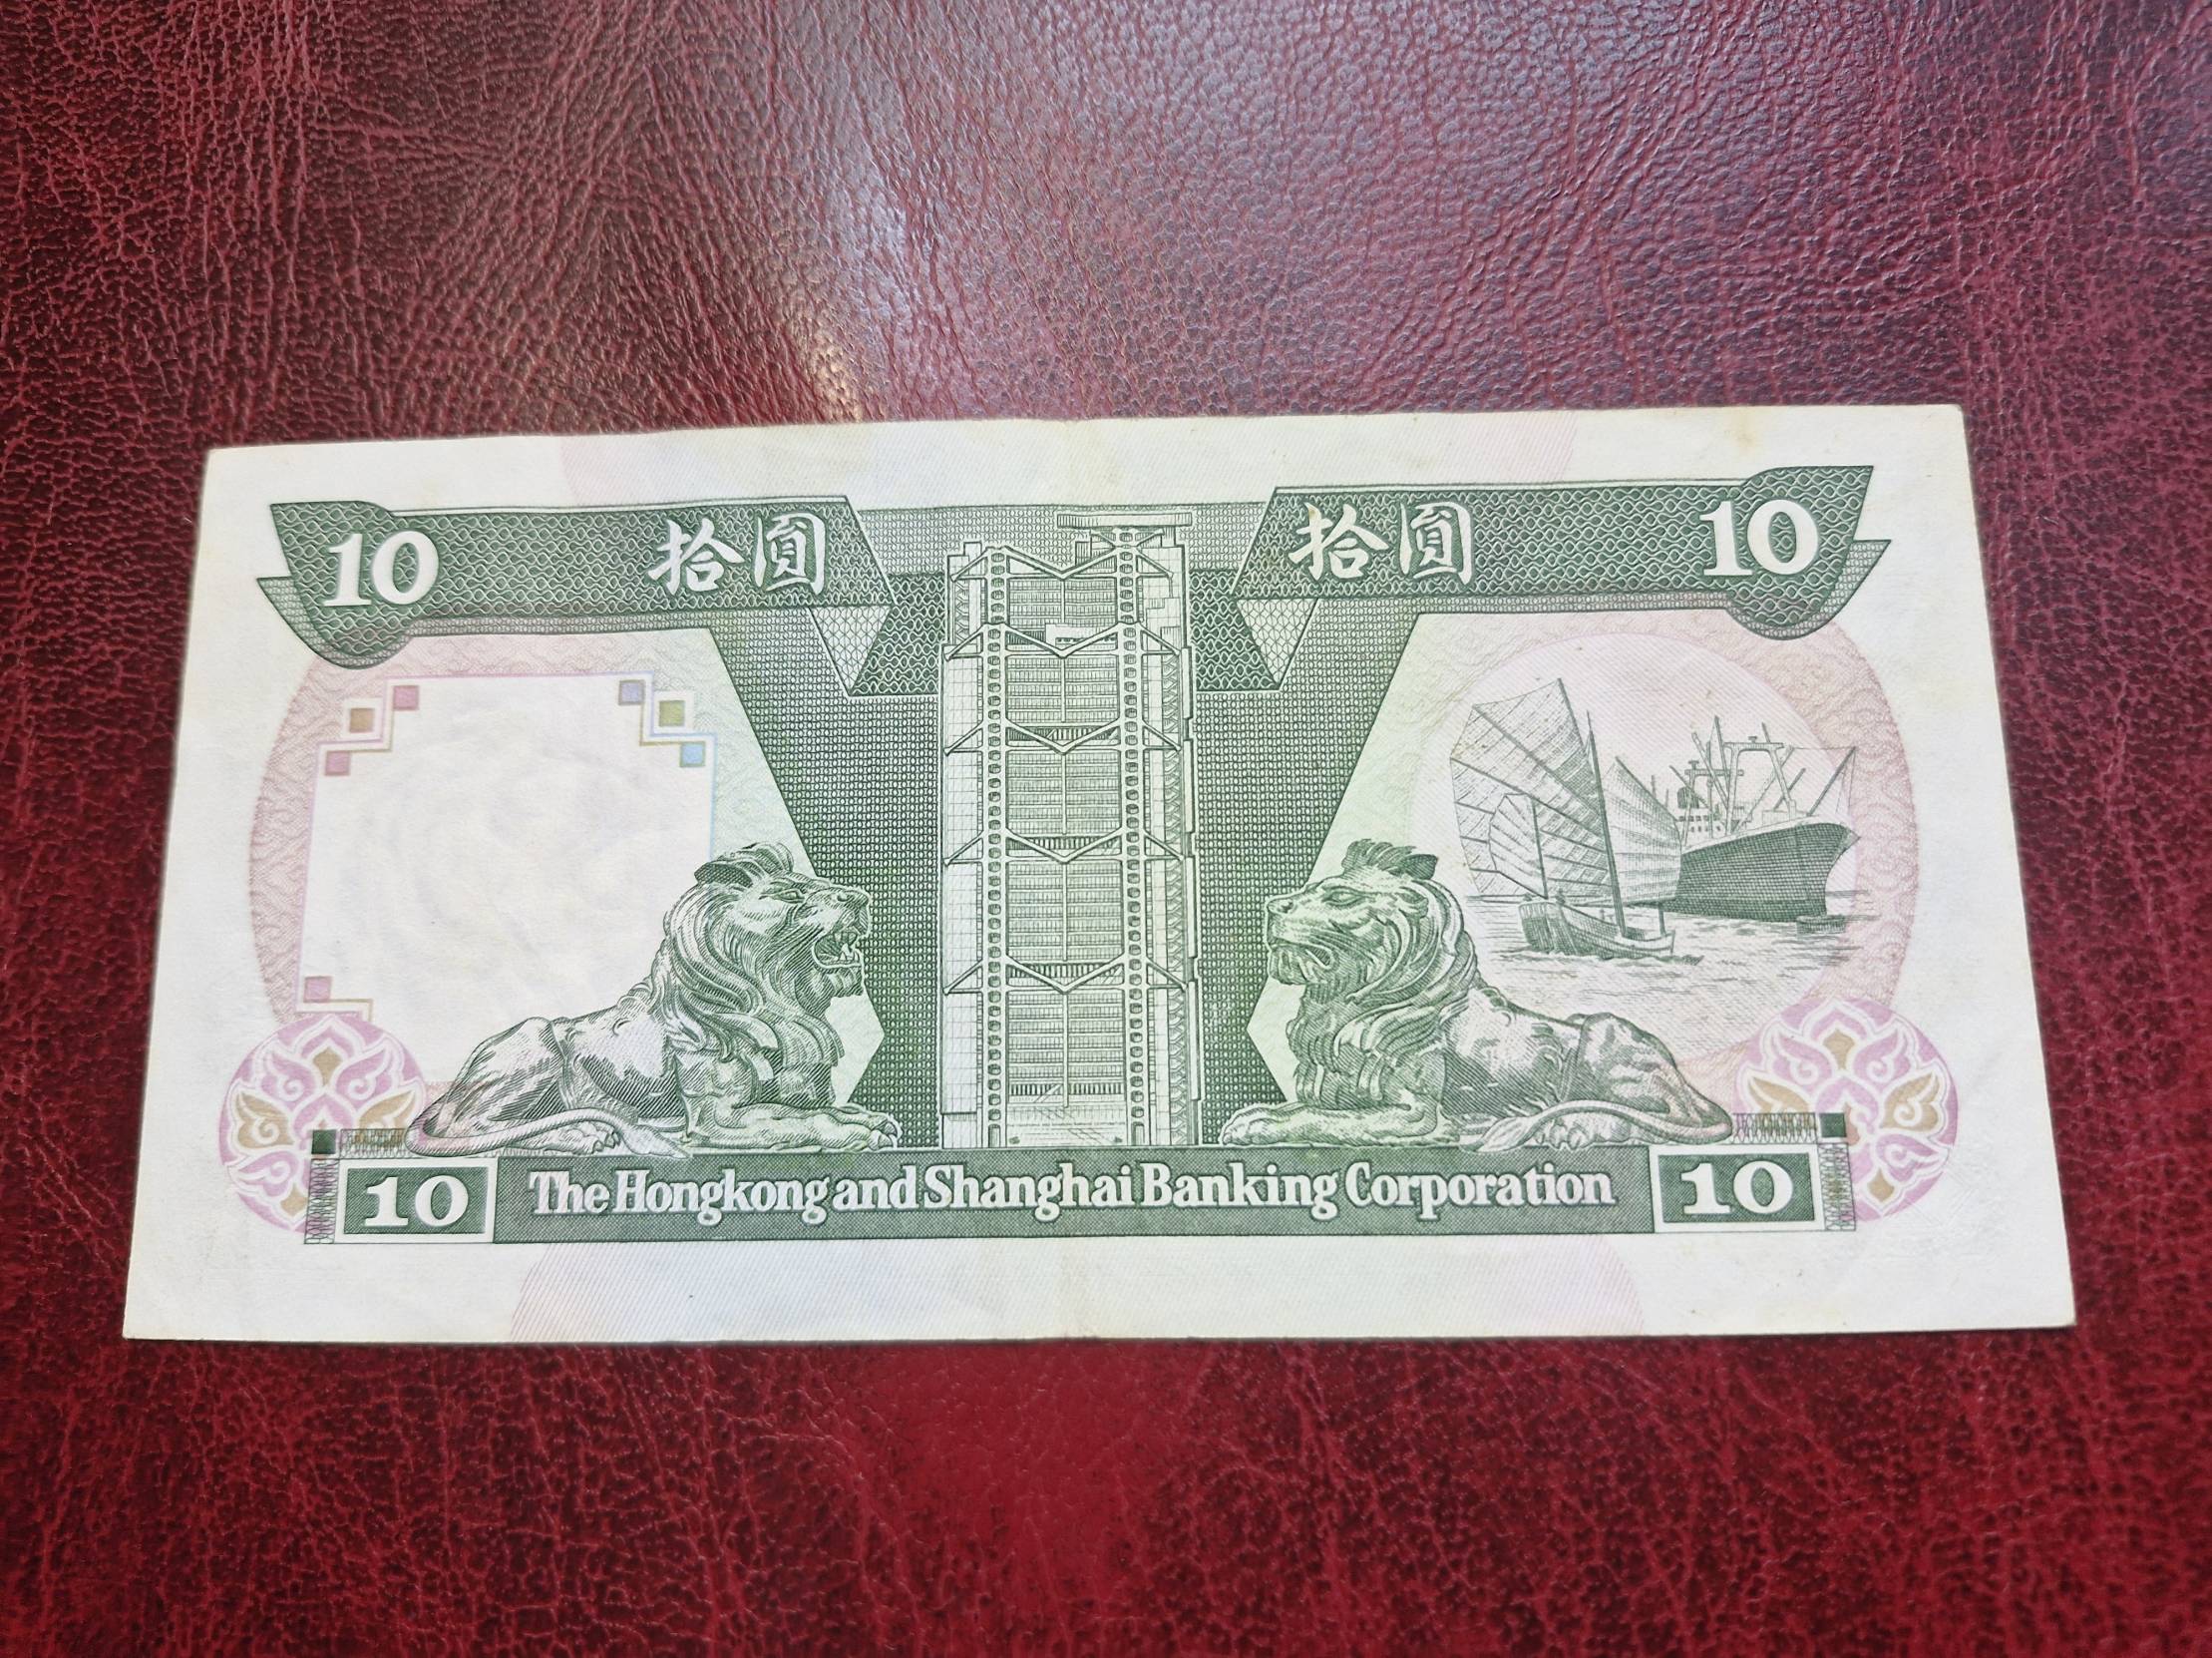 10 拾圓 拾圓 10
10 The Hongkong and Shanghai Banking Corporation 10